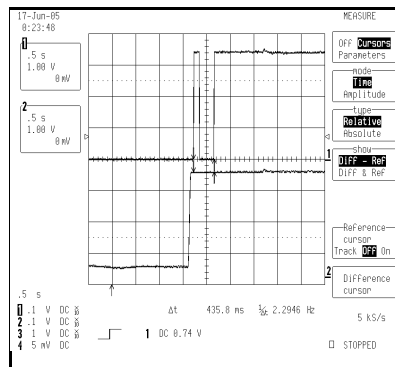 17-Jun-05
0:23:48
1
.5 s
1.00 V
0 mV
2
.5 s
1.00 V
0 mV
MEASURE
Off Cursors
Parameters
mode
Time
Amplitude
type
Relative
Absolute
show
Diff - Ref
Diff & Ref
Reference
cursor
Track OFF On
Difference
cursor
1
2
.5 s
1 .1 V DC
2 .1 V DC
3 1 V DC
4 5 mV DC
Δt 435.8 ms 1/Δt 2.2946 Hz
1 DC 0.74 V
5 kS/s
STOPPED